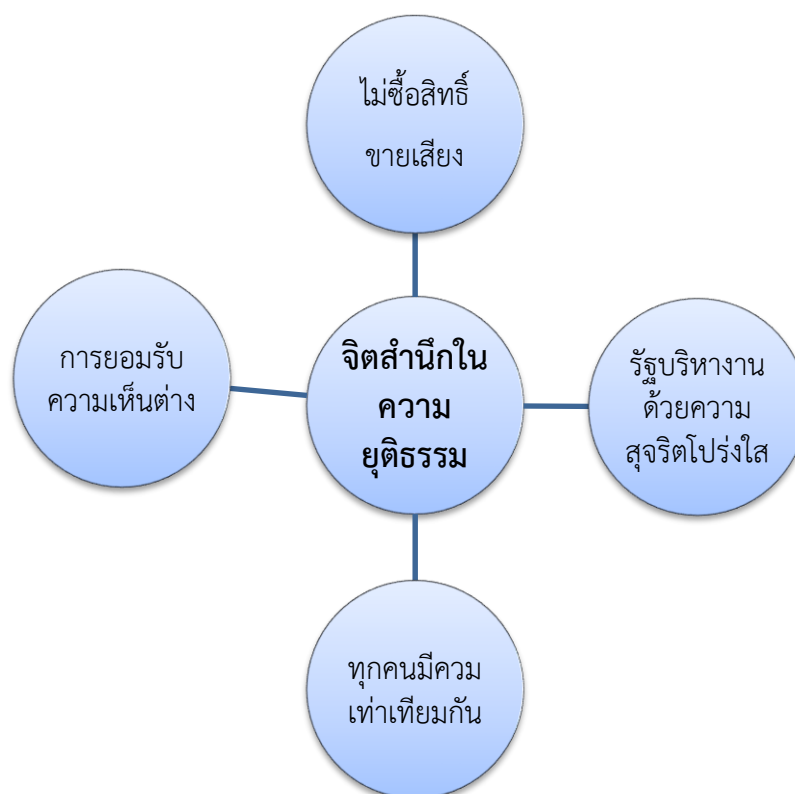 ไม่ซื้อสิทธิ์
ขายเสียง
การยอมรับ
ความเห็นต่าง
จิตสำนึกใน
ความ
ยุติธรรม
รัฐบริหางาน
ด้วยความ
สุจริตโปร่งใส
ทุกคนมีควม
เท่าเทียมกัน